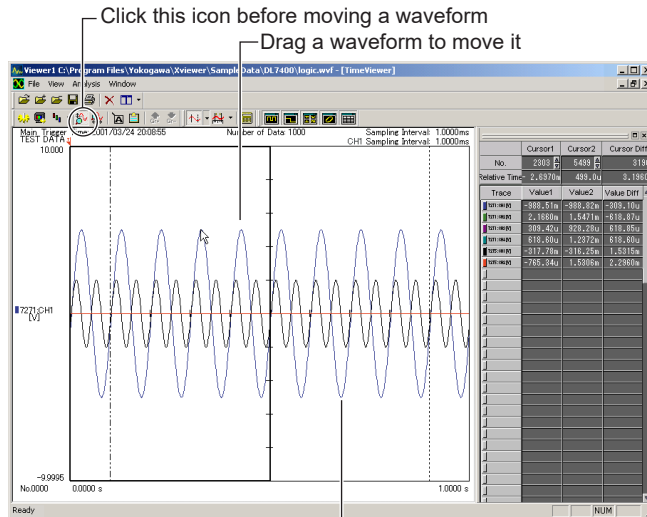 Click this icon before moving a waveform
Drag a waveform to move it
Viewer1 C:\Program Files\Yokogawa\Xviewer\SampleData\DL7400\logic.wvf - [TimeViewer]
File View Analysis Window
Main Trigger Time 2001/03/24 20:08:55 Number of Data: 1000 Sampling Interval: 1.0000ms
TEST DATA CH1 Sampling Interval: 1.0000ms
10.000
7271:CH1
[V]
-9.9995
No.0000 0.0000 s 1.0000 s
Cursor1 Cursor2 Cursor Dif
No. 2303 5499 319
Relative Time - 2.6970m 499.0u 3.1960
Trace Value1 Value2 Value Diff
-988.51m -988.82m -309.10u
2.1660m 1.5471m -618.87u
309.42u 928.28u 618.85u
618.60u 1.2372m 618.60u
-317.78m -316.25m 1.5315m
-765.34u 1.5306m 2.2960m
Ready NUM